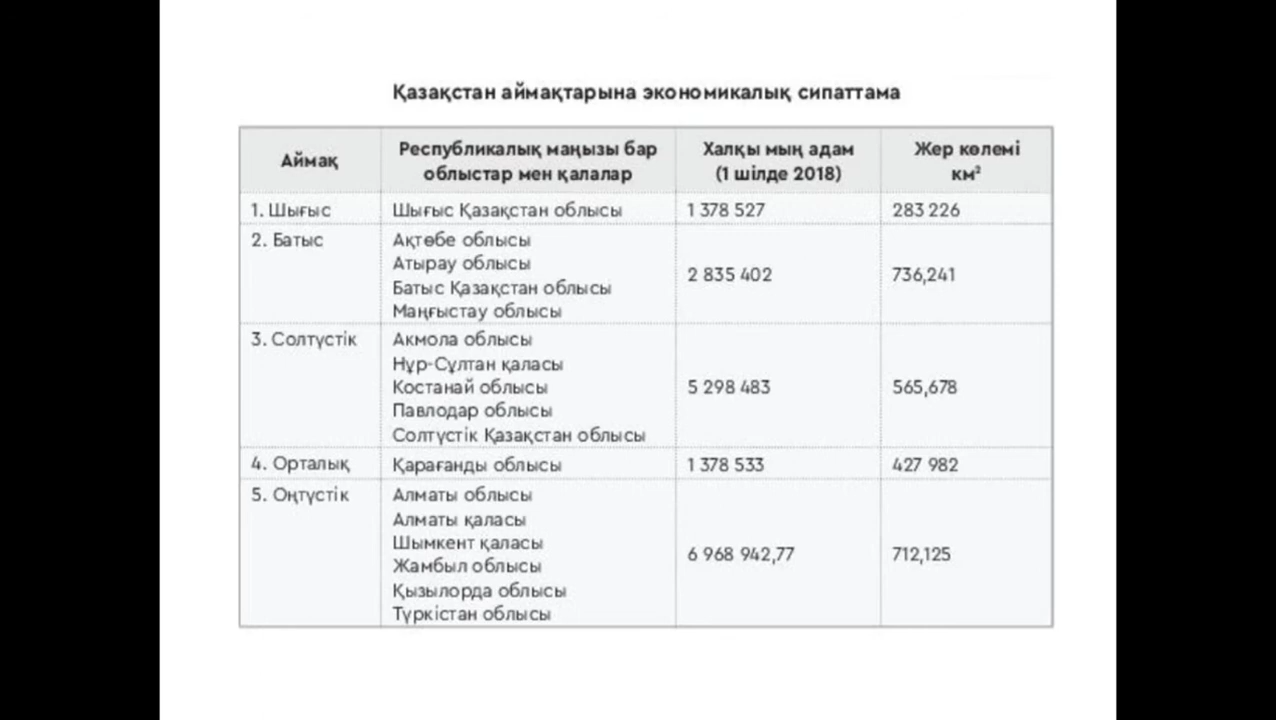 Қазақстан аймақтарына экономикалық сипаттама
Аймақ
Республикалық маңызы бар
облыстар мен қалалар
Халқы мың адам
(1 шілде 2018)
Жер көлемі
км²
1. Шығыс
Шығыс Қазақстан облысы
1 378 527
283 226
2. Батыс
Ақтөбе облысы
Атырау облысы
Батыс Қазақстан облысы
Маңғыстау облысы
2 835 402
736,241
3. Солтүстік
Акмола облысы
Нұр-Сұлтан қаласы
Костанай облысы
Павлодар облысы
Солтүстік Қазақстан облысы
5 298 483
565,678
4. Орталық
Қарағанды облысы
1 378 533
427 982
5. Оңтүстік
Алматы облысы
Алматы қаласы
Шымкент қаласы
Жамбыл облысы
Қызылорда облысы
Түркістан облысы
6 968 942,77
712,125